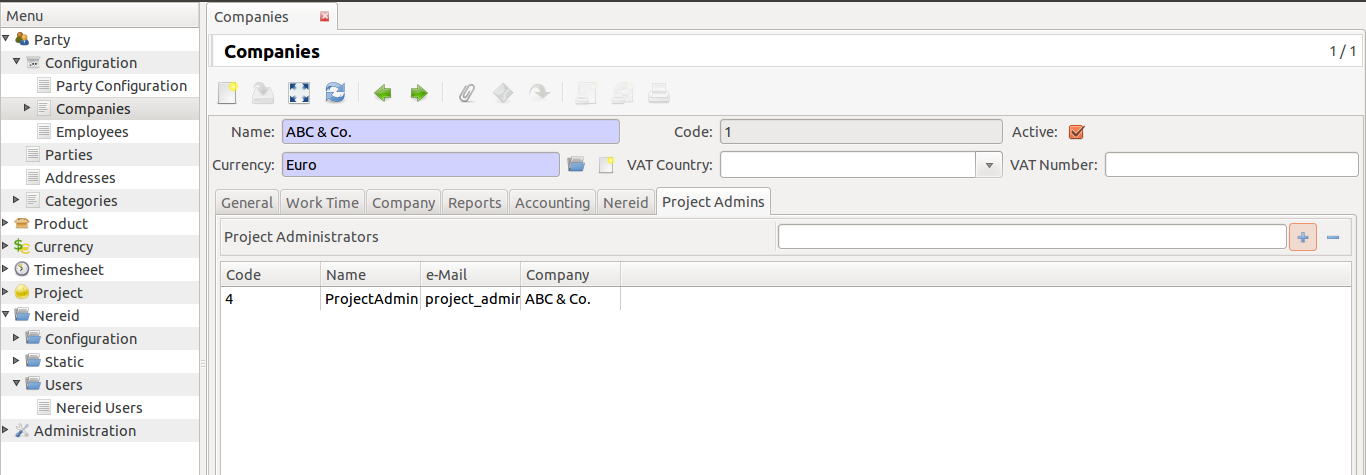 Menu
Party
Configuration
Party Configuration
Companies
Employees
Parties
Addresses
Categories
Product
Currency
Timesheet
Project
Nereid
Configuration
Static
Users
Nereid Users
Administration
Companies
Companies 1 / 1
Name: ABC & Co. Code: 1 Active:
Currency: Euro VAT Country: VAT Number:
General Work Time Company Reports Accounting Nereid Project Admins
Project Administrators
Code Name e-Mail Company
4 ProjectAdmin project_admin ABC & Co.